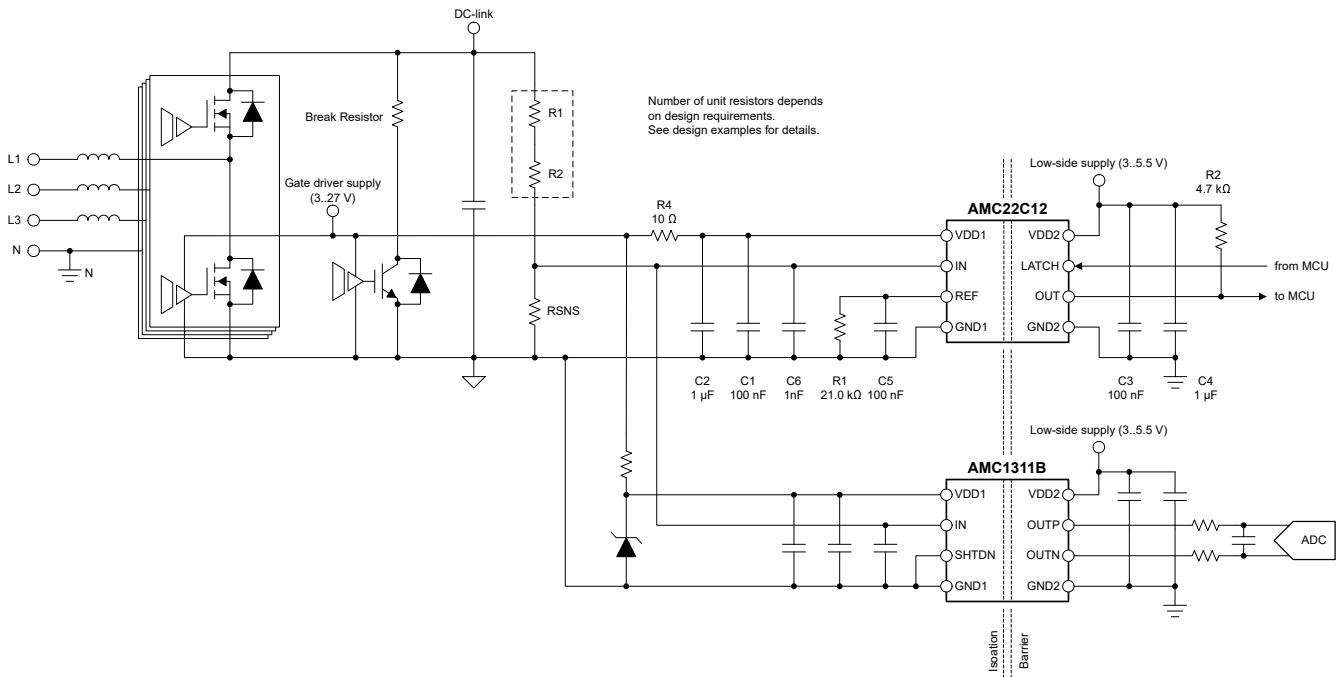 DC-link
R1
Break Resistor
Number of unit resistors depends
on design requirements.
See design examples for details.
R2
L1
L2
L3
N
N
Gate driver supply
(3..27 V)
RSNS
R4
10 Ω
Low-side supply (3..5.5 V)
R2
4.7 kΩ
AMC22C12
VDD1
VDD2
IN
LATCH
from MCU
REF
OUT
to MCU
GND1
GND2
C2
1 µF
C1
100 nF
C6
1nF
R1
21.0 kΩ
C5
100 nF
C3
100 nF
C4
1 µF
Low-side supply (3..5.5 V)
AMC1311B
VDD1
VDD2
IN
OUTP
SHTDN
OUTN
ADC
GND1
GND2
Isoation
Barrier